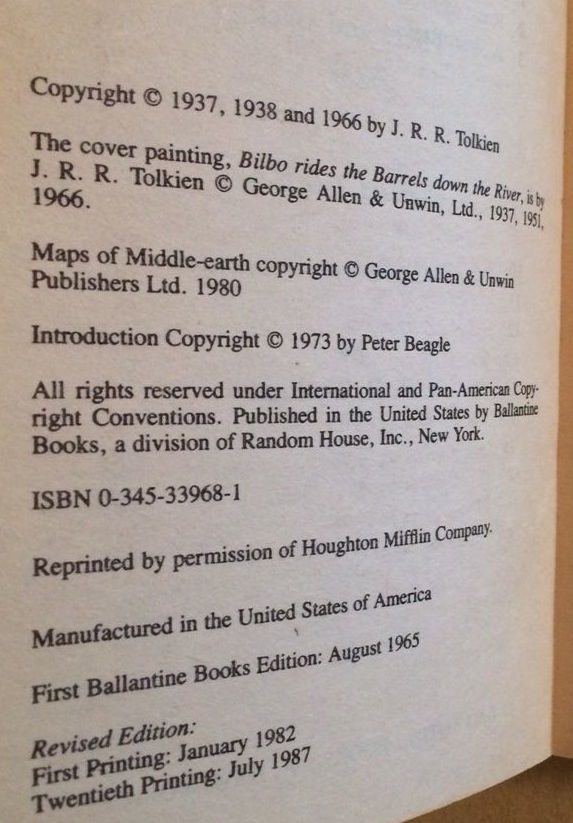 Copyright © 1937, 1938 and 1966 by J. R. R. Tolkien
The cover painting, Bilbo rides the Barrels down the River, is by
J. R. R. Tolkien © George Allen & Unwin, Ltd., 1937, 1951,
1966.
Maps of Middle-earth copyright © George Allen & Unwin
Publishers Ltd. 1980
Introduction Copyright © 1973 by Peter Beagle
All rights reserved under International and Pan-American Copy-
right Conventions. Published in the United States by Ballantine
Books, a division of Random House, Inc., New York.
ISBN 0-345-33968-1
Reprinted by permission of Houghton Mifflin Company.
Manufactured in the United States of America
First Ballantine Books Edition: August 1965
Revised Edition:
First Printing: January 1982
Twentieth Printing: July 1987